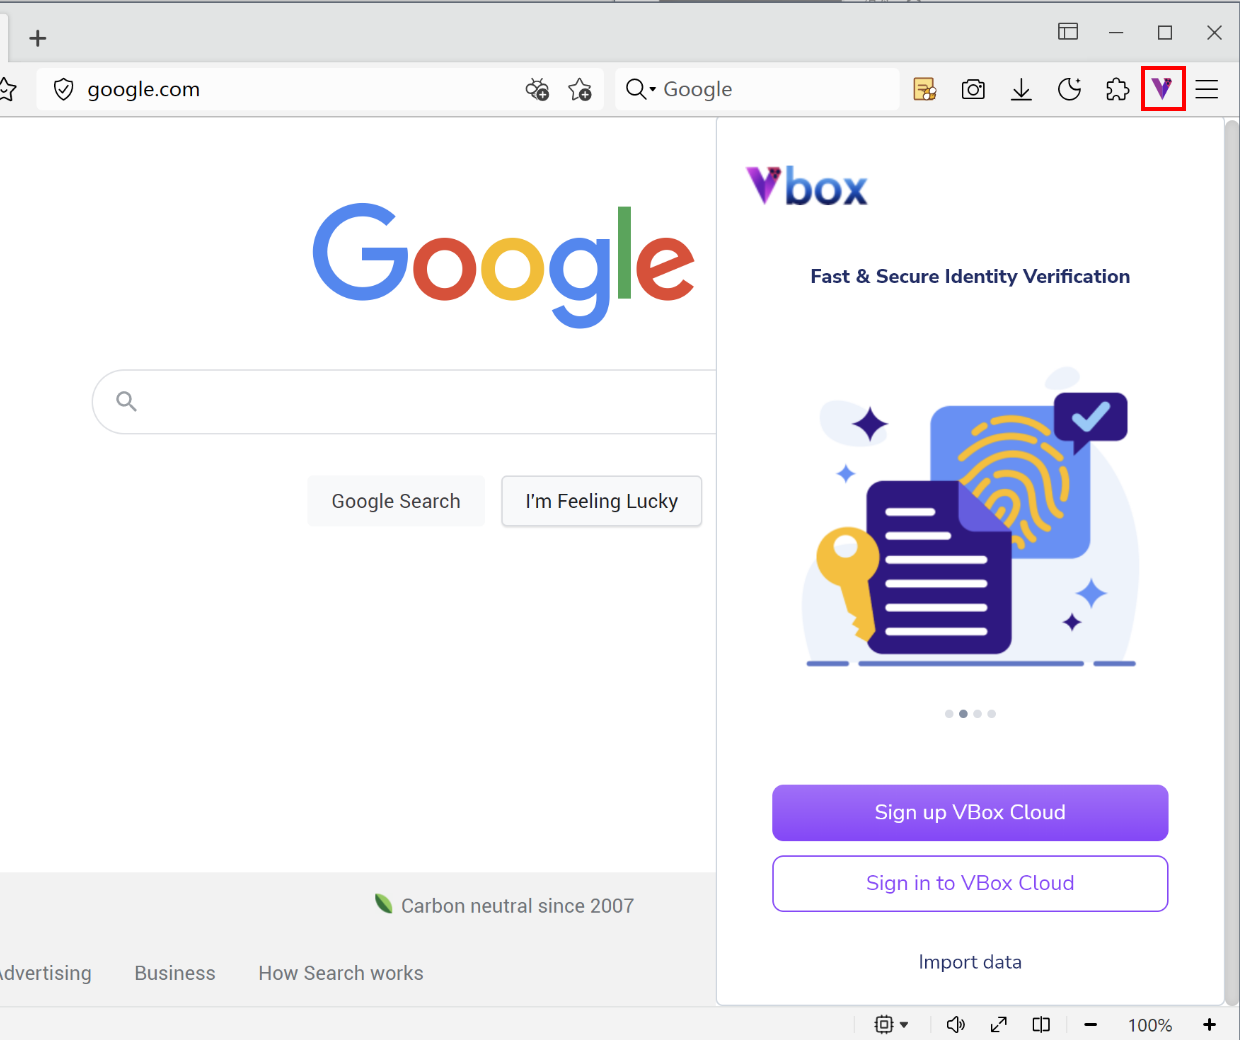 google.com
Google
Google
Vbox
Fast & Secure Identity Verification
Google Search
I'm Feeling Lucky
Sign up VBox Cloud
Sign in to VBox Cloud
Import data
Carbon neutral since 2007
Advertising
Business
How Search works
100%